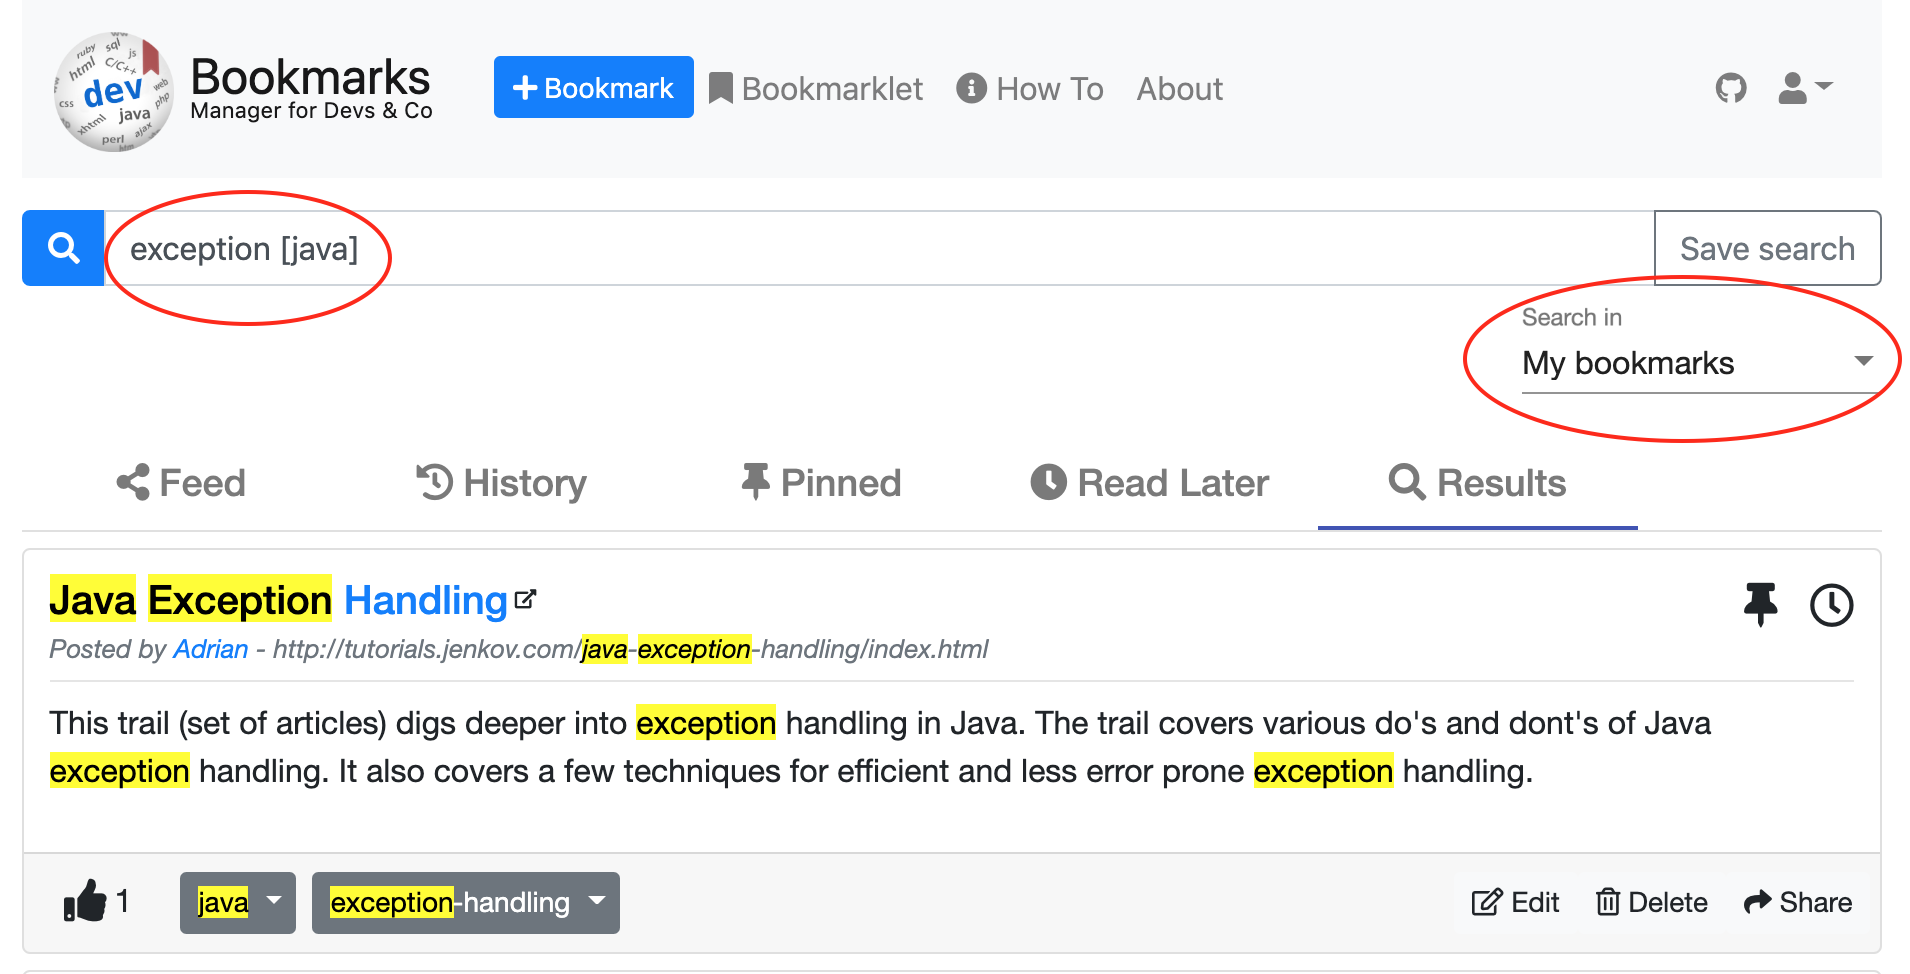 ruby sql js
html C/C++
dev web
css java php
xhtml ajax
perl
Bookmarks
Manager for Devs & Co
Bookmark Bookmarklet How To About
exception [java] Save search
Search in
My bookmarks
Feed History Pinned Read Later Results
Java Exception Handling
Posted by Adrian - http://tutorials.jenkov.com/java-exception-handling/index.html
This trail (set of articles) digs deeper into exception handling in Java. The trail covers various do's and dont's of Java
exception handling. It also covers a few techniques for efficient and less error prone exception handling.
1 java exception-handling Edit Delete Share